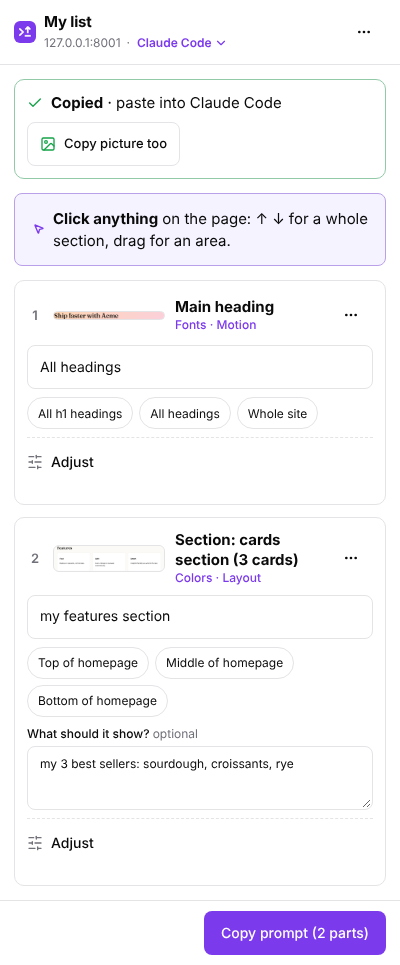 My list
127.0.0.1:8001 · Claude Code
Copied · paste into Claude Code
Copy picture too
Click anything on the page: ↑ ↓ for a whole
section, drag for an area.
1
Ship faster with Acme
Main heading
Fonts · Motion
All headings
All h1 headings
All headings
Whole site
Adjust
2
Features
Section: cards
section (3 cards)
Colors · Layout
my features section
Top of homepage
Middle of homepage
Bottom of homepage
What should it show? optional
my 3 best sellers: sourdough, croissants, rye
Adjust
Copy prompt (2 parts)